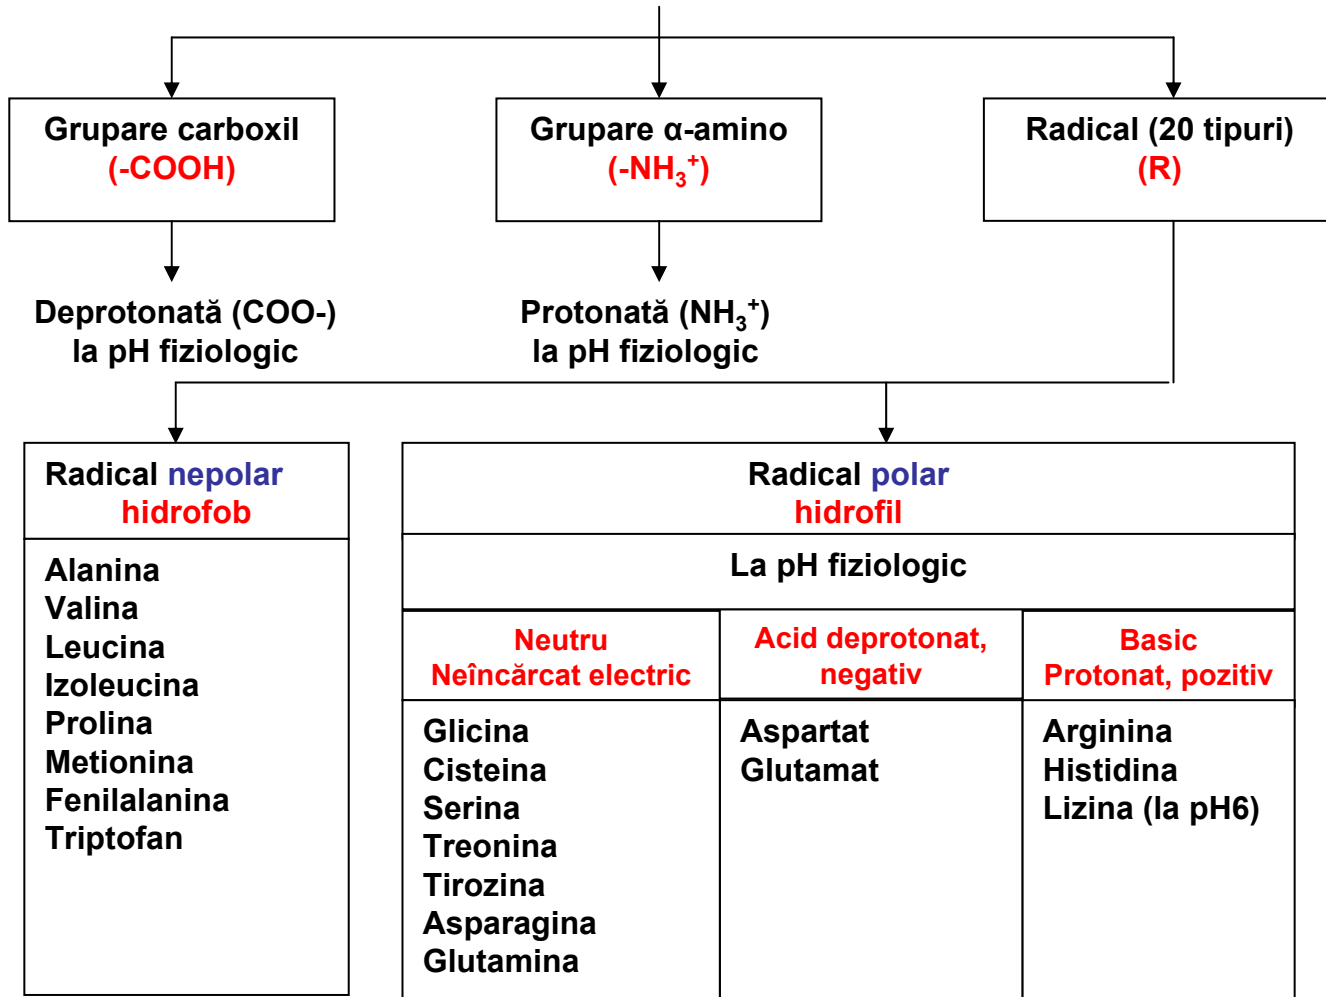 Grupare carboxil
(-COOH)
Grupare α-amino
(-NH₃⁺)
Radical (20 tipuri)
(R)
Deprotonată (COO-)
la pH fiziologic
Protonată (NH₃⁺)
la pH fiziologic
Radical nepolar
hidrofob
Alanina
Valina
Leucina
Izoleucina
Prolina
Metionina
Fenilalanina
Triptofan
Radical polar
hidrofil
La pH fiziologic
Neutru
Neîncărcat electric
Glicina
Cisteina
Serina
Treonina
Tirozina
Asparagina
Glutamina
Acid deprotonat,
negativ
Aspartat
Glutamat
Basic
Protonat, pozitiv
Arginina
Histidina
Lizina (la pH6)